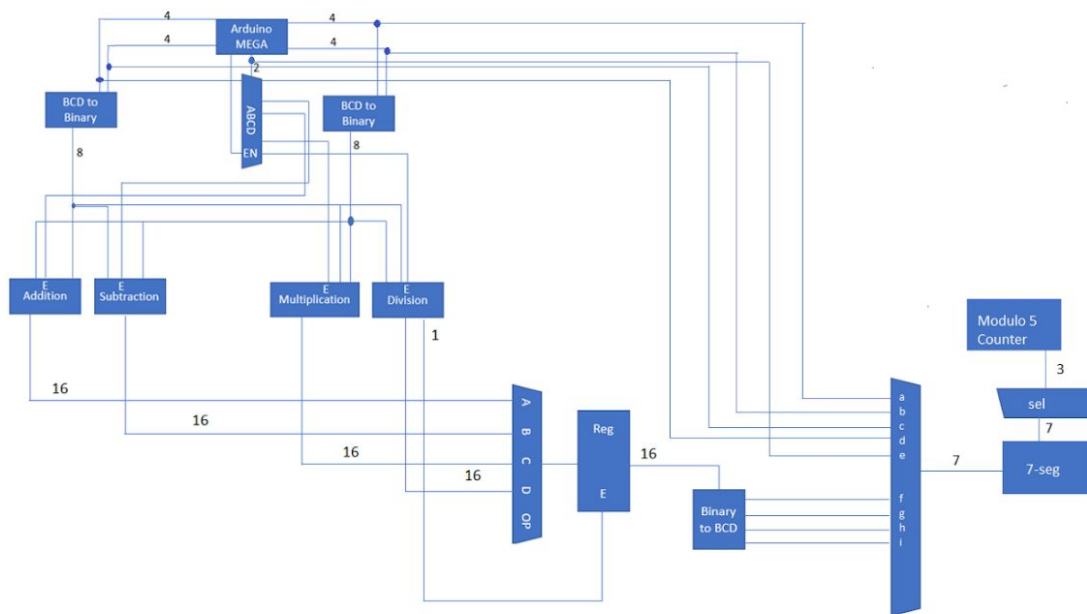 4
4
Arduino
MEGA
4
4
2
BCD to
Binary
ABCD
EN
BCD to
Binary
8
8
E
Addition
E
Subtraction
E
Multiplication
E
Division
1
Modulo 5
Counter
3
sel
7
7-seg
16
16
16
16
A
B
C
D
OP
Reg
E
16
Binary
to BCD
a
b
c
d
e
f
g
h
i
7